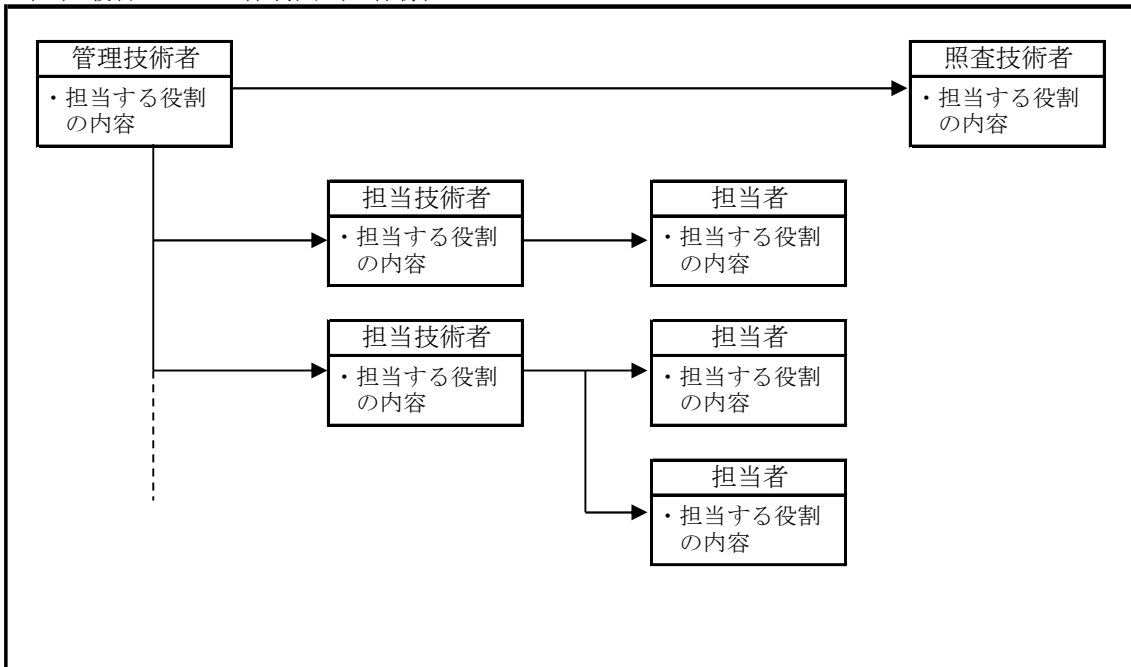 管理技術者
・担当する役割
の内容
照査技術者
・担当する役割
の内容
担当技術者
・担当する役割
の内容
担当者
・担当する役割
の内容
担当技術者
・担当する役割
の内容
担当者
・担当する役割
の内容
担当者
・担当する役割
の内容